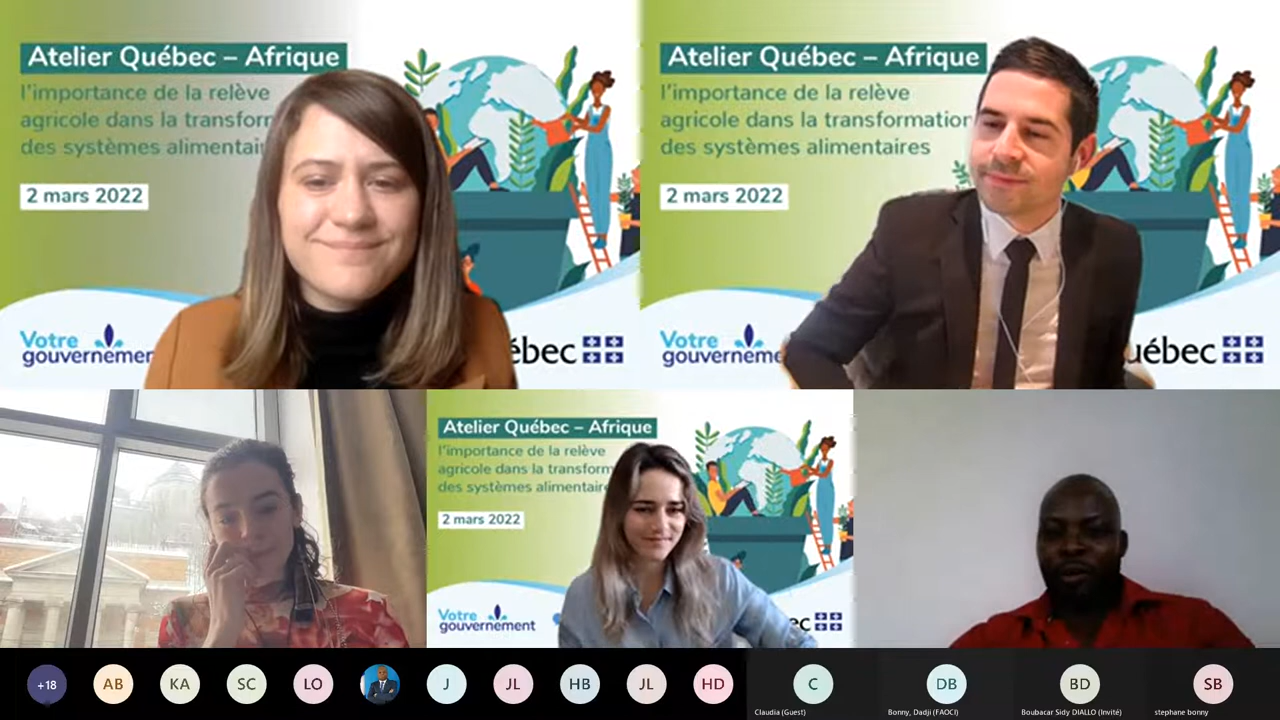 Atelier Québec – Afrique
l'importance de la relève
agricole dans la transfor
des systèmes alimentai
2 mars 2022
Votre
gouvernemen
ébec
Atelier Québec – Afrique
l'importance de la relève
agricole dans la transformation
des systèmes alimentaires
2 mars 2022
Votre
gouverneme
uébec
Atelier Québec – Afrique
l'importance de la relève
agricole dans la transform
des systèmes alimentaire
2 mars 2022
Votre
gouvernement
ec
+18
AB
KA
SC
LO
J
JL
HB
JL
HD
C
DB
BD
SB
Claudia (Guest)
Bonny, Dadji (FAOCI)
Boubacar Sidy DIALLO (Invité)
stephane bonny